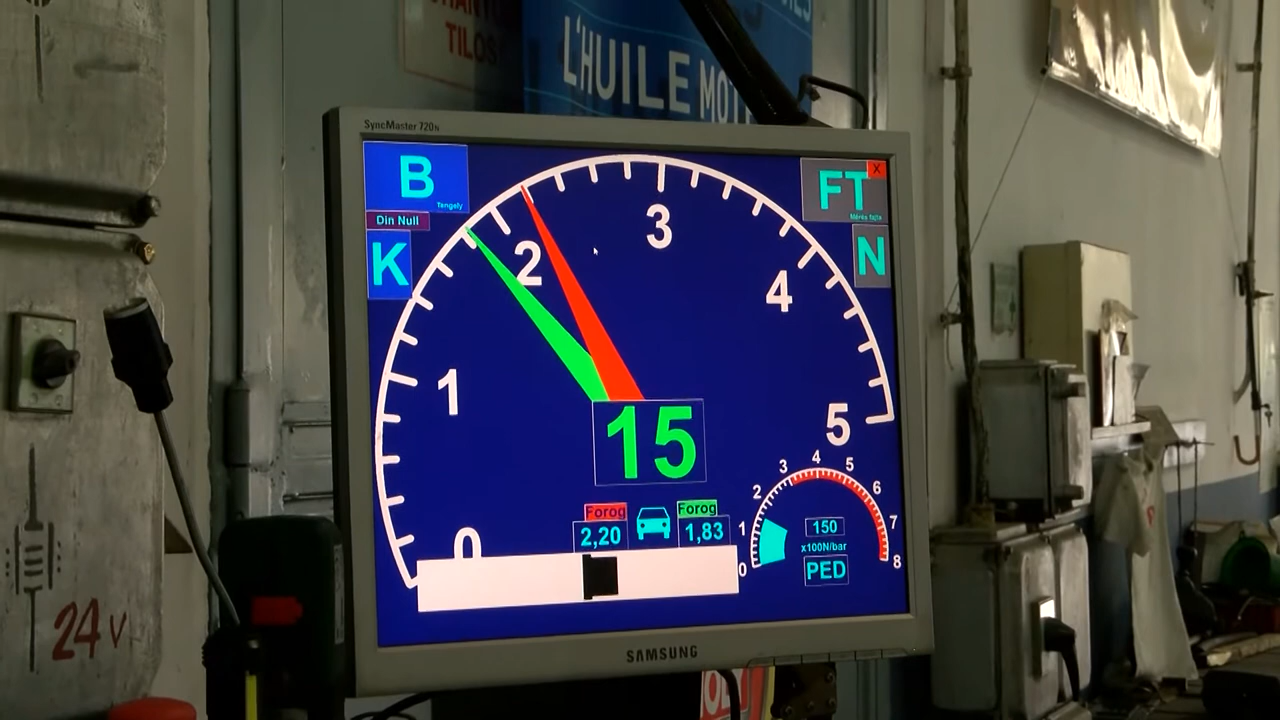 TILOS
L'HUILE MOT
SyncMaster 720n
B
Tengely
Din Null
K
FT
Mérés fajta
X
N
0
1
2
3
4
5
15
Forog
Forog
2,20
1,83
0
1
2
3
4
5
6
7
8
150
x100N/bar
PED
SAMSUNG
24 V